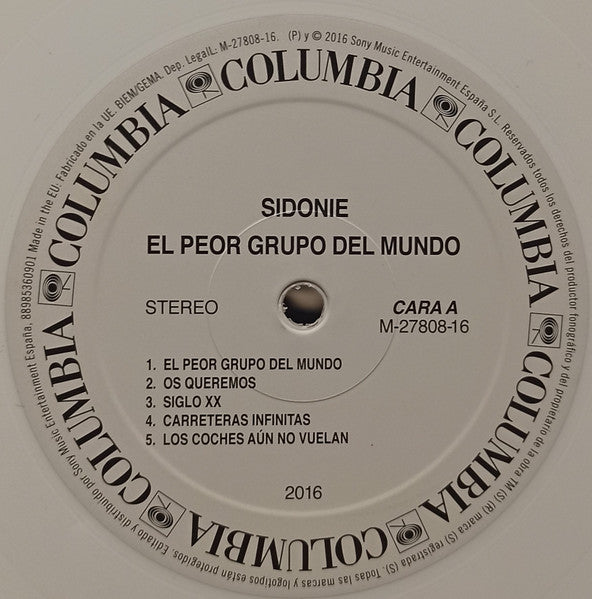 SIDONIE
EL PEOR GRUPO DEL MUNDO
STEREO
CARA A
M-27808-16
1. EL PEOR GRUPO DEL MUNDO
2. OS QUEREMOS
3. SIGLO XX
4. CARRETERAS INFINITAS
5. LOS COCHES AÚN NO VUELAN
2016
COLUMBIA
COLUMBIA
COLUMBIA
COLUMBIA
COLUMBIA
COLUMBIA
COLUMBIA
88985360901 Made in the EU: Fabricado en la UE. BIEM/GEMA. Dep. Legal L: M-27808-16. (P) y © 2016 Sony Music Entertainment España S.L. Reservados todos los derechos del productor fonográfico y del propietario de la obra TM (S) (R) marca (s) registrada (S). Todas las marcas y logotipos están protegidos. Editado y distribuido por Sony Music Entertainment España.